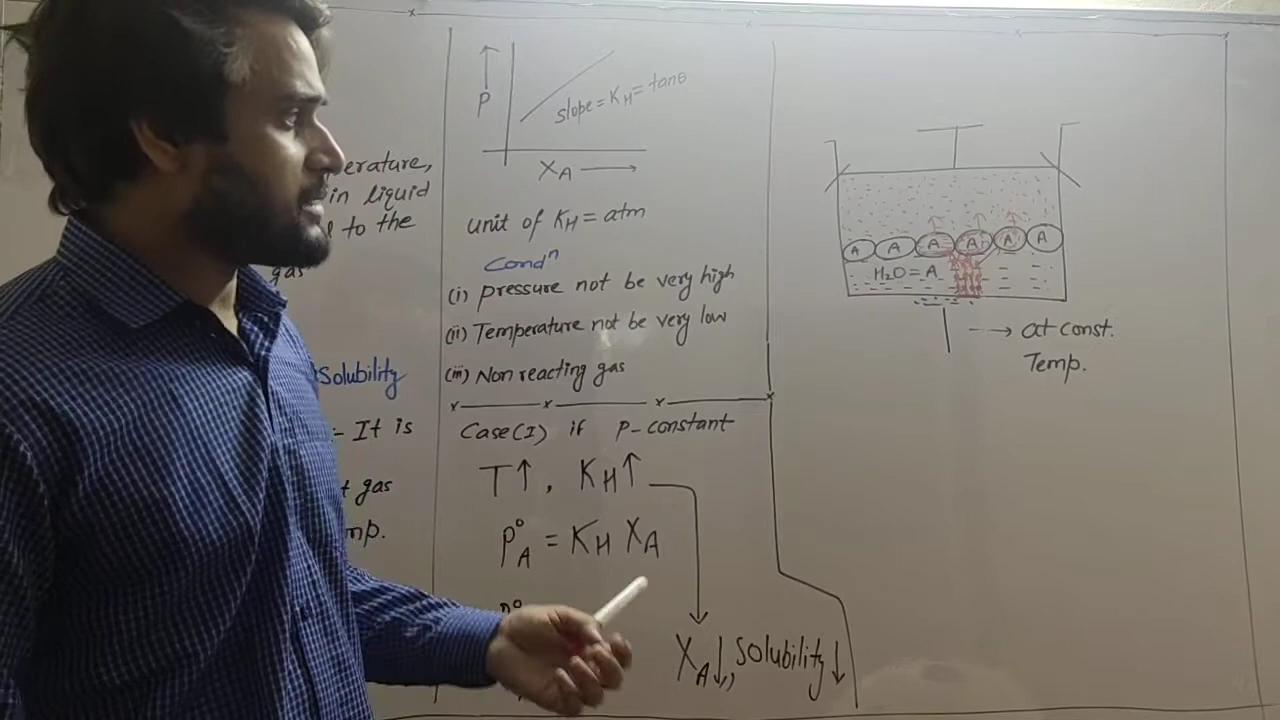 erature,
in liquid
to the
gas
Solubility
:- It is
gas
mp.
P
slope = KH = tanθ
XA
unit of KH = atm
Condⁿ
(i) pressure not be very high
(ii) Temperature not be very low
(iii) Non reacting gas
Case(I) if P-constant
T↑, KH↑
P°A = KH XA
P°
XA↓,, Solubility↓
A A A A A A
H2O = A
→ at const.
Temp.